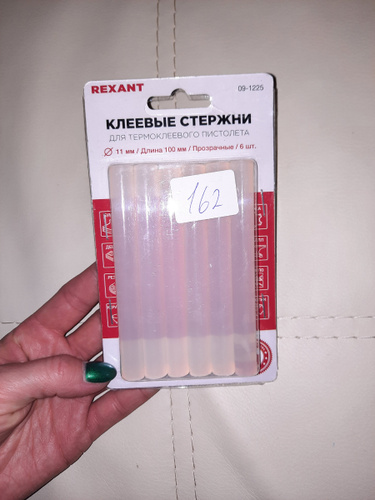 REXANT
09-1225
КЛЕЕВЫЕ СТЕРЖНИ
ДЛЯ ТЕРМОКЛЕЕВОГО ПИСТОЛЕТА
Ø 11 мм / Длина 100 мм / Прозрачные / 6 шт.
162